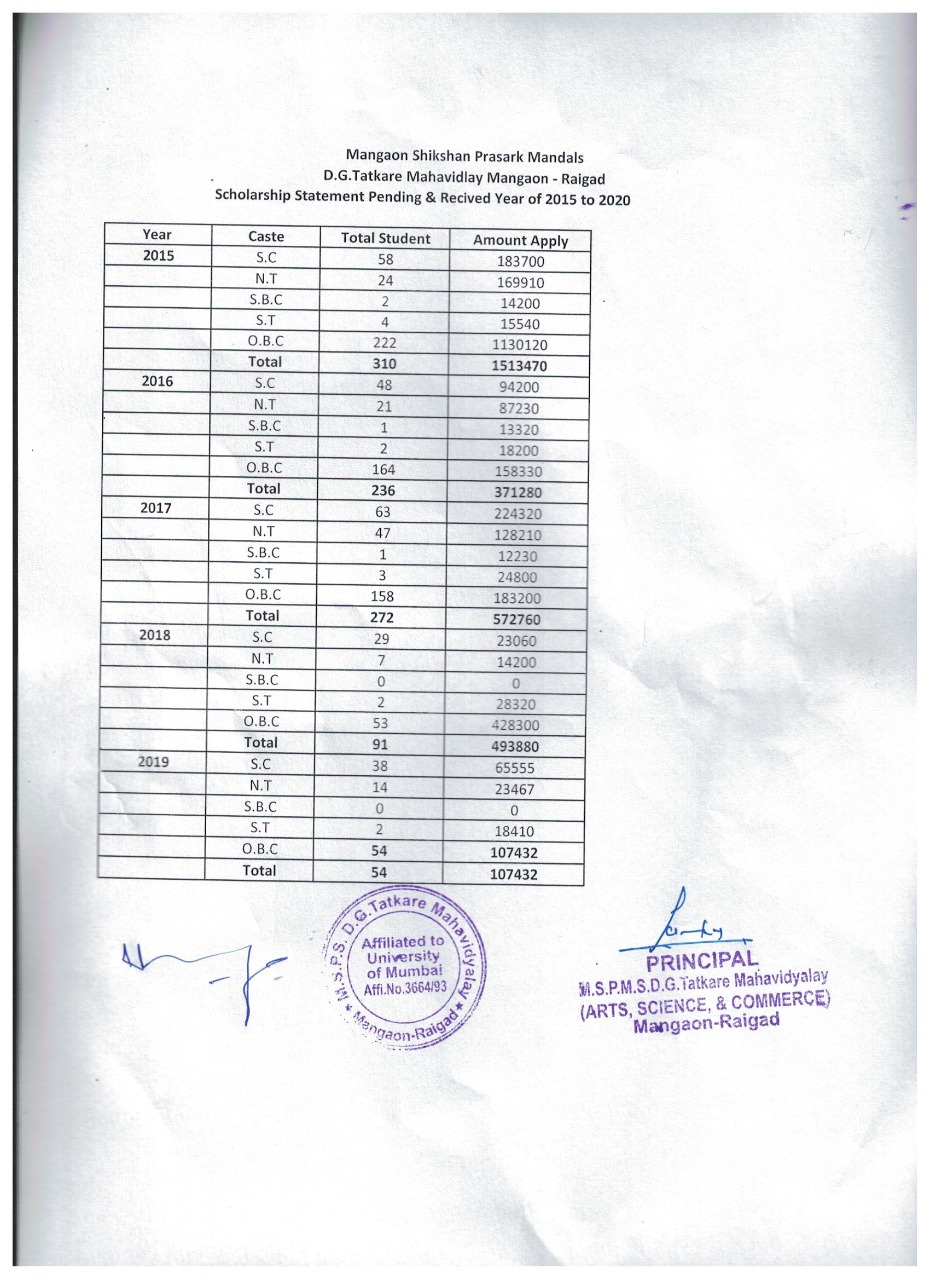 Mangaon Shikshan Prasark Mandals
D.G.Tatkare Mahavidlay Mangaon - Raigad
Scholarship Statement Pending & Recived Year of 2015 to 2020
Year Caste Total Student Amount Apply
2015 S.C 58 183700
N.T 24 169910
S.B.C 2 14200
S.T 4 15540
O.B.C 222 1130120
Total 310 1513470
2016 S.C 48 94200
N.T 21 87230
S.B.C 1 13320
S.T 2 18200
O.B.C 164 158330
Total 236 371280
2017 S.C 63 224320
N.T 47 128210
S.B.C 1 12230
S.T 3 24800
O.B.C 158 183200
Total 272 572760
2018 S.C 29 23060
N.T 7 14200
S.B.C 0 0
S.T 2 28320
O.B.C 53 428300
Total 91 493880
2019 S.C 38 65555
N.T 14 23467
S.B.C 0 0
S.T 2 18410
O.B.C 54 107432
Total 54 107432
M.S.P.S. D.G.Tatkare Mahavidyalay
Affiliated to
University
of Mumbai
Affi.No.3664/93
★ Mangaon-Raigad ★
PRINCIPAL
M.S.P.M.S.D.G.Tatkare Mahavidyalay
(ARTS, SCIENCE, & COMMERCE)
Mangaon-Raigad